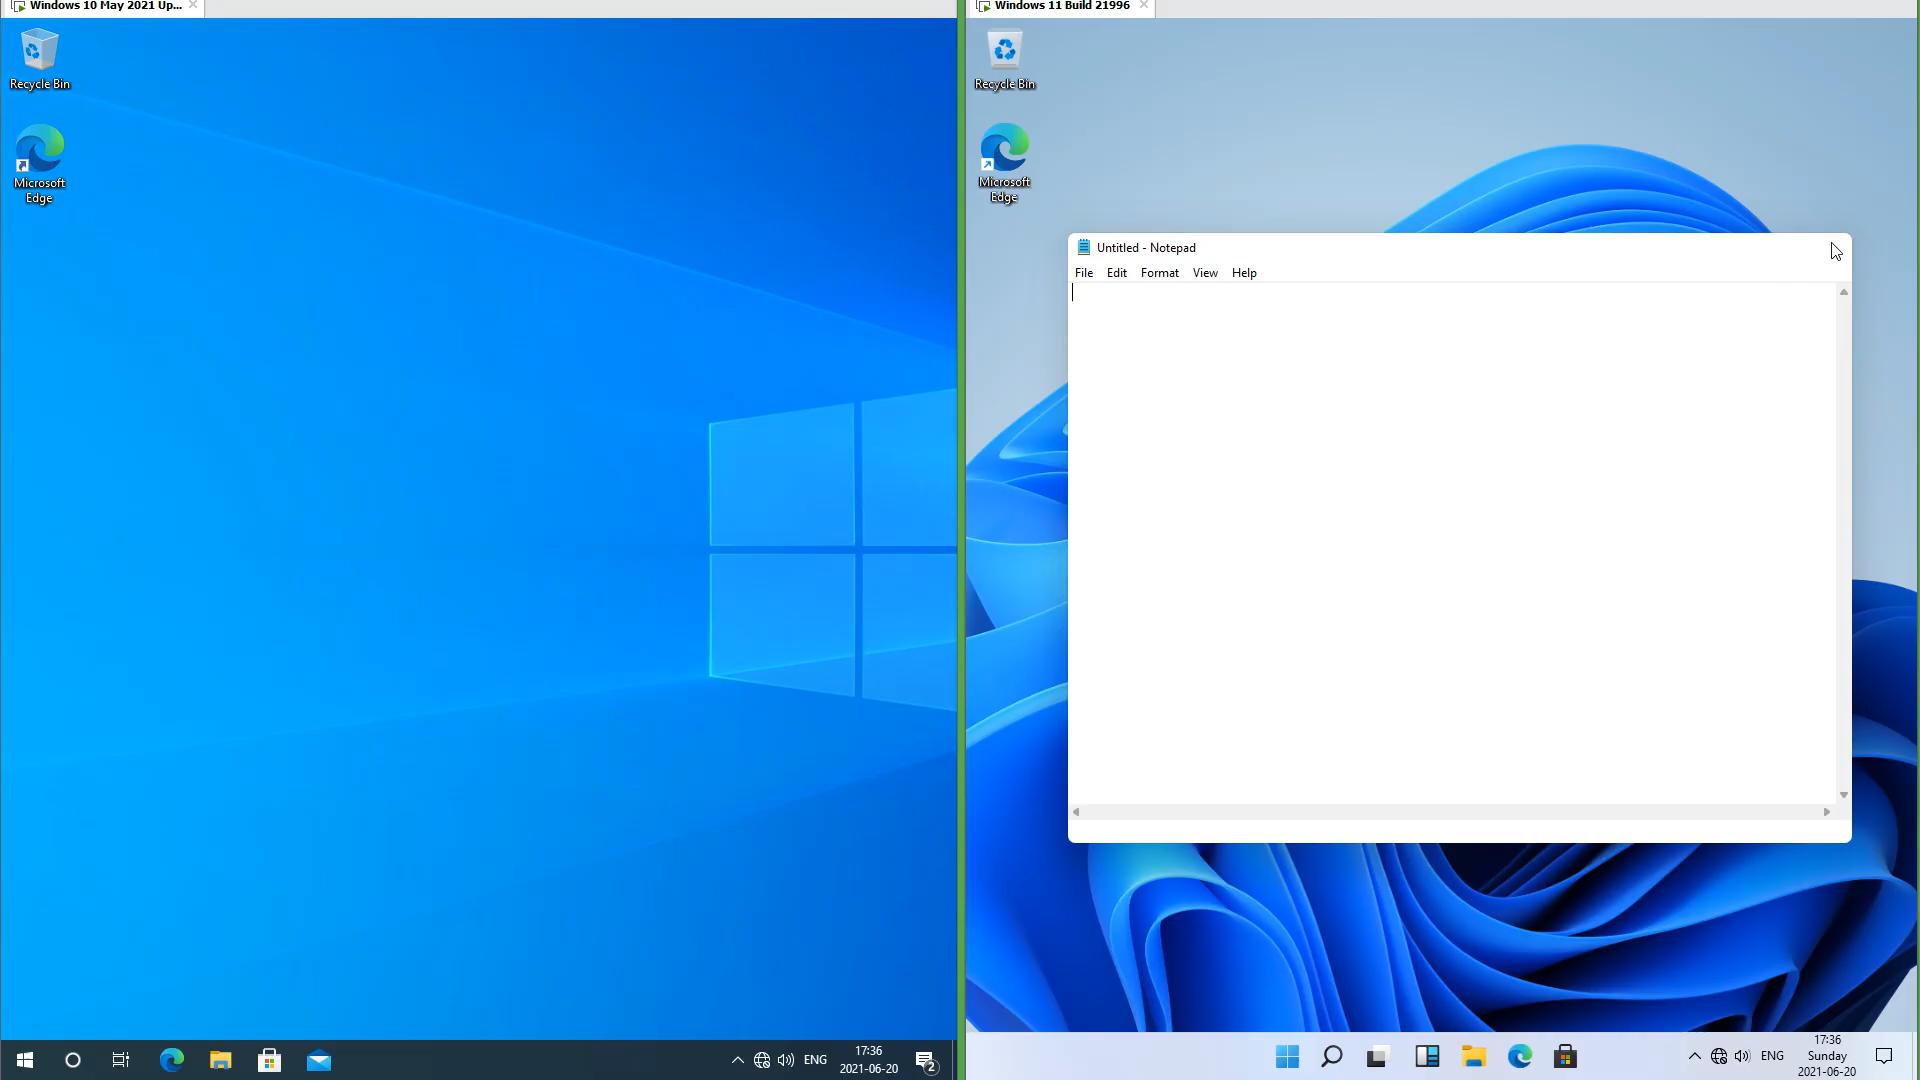 Windows 10 May 2021 Up...
Recycle Bin
Microsoft
Edge
ENG
17:36
2021-06-20
2
Windows 11 Build 21996
Recycle Bin
Microsoft
Edge
Untitled - Notepad
File Edit Format View Help
ENG
17:36
Sunday
2021-06-20